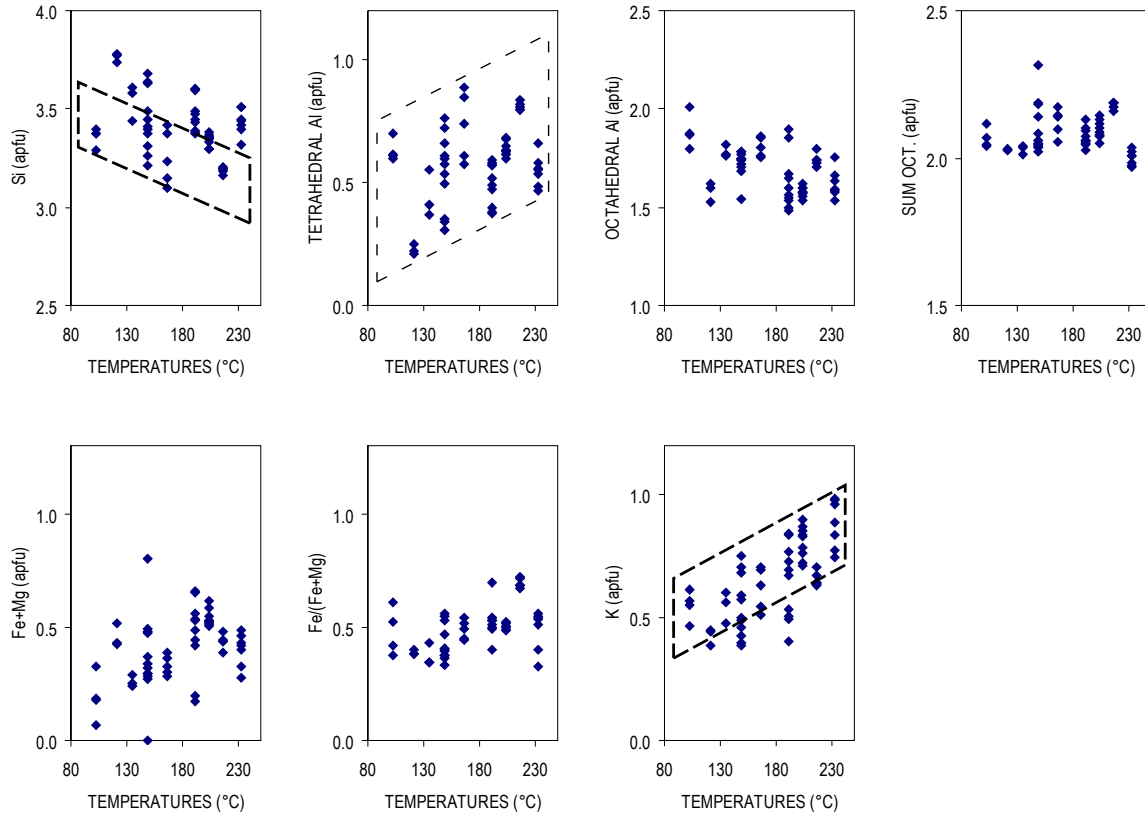 4.0
3.5
3.0
2.5
Si (apfu)
80 130 180 230
TEMPERATURES (°C)
1.0
0.5
0.0
TETRAHEDRAL Al (apfu)
80 130 180 230
TEMPERATURES (°C)
2.5
2.0
1.5
1.0
OCTAHEDRAL Al (apfu)
80 130 180 230
TEMPERATURES (°C)
2.5
2.0
1.5
SUM OCT. (apfu)
80 130 180 230
TEMPERATURES (°C)
1.0
0.5
0.0
Fe+Mg (apfu)
80 130 180 230
TEMPERATURES (°C)
1.0
0.5
0.0
Fe/(Fe+Mg)
80 130 180 230
TEMPERATURES (°C)
1.0
0.5
0.0
K (apfu)
80 130 180 230
TEMPERATURES (°C)